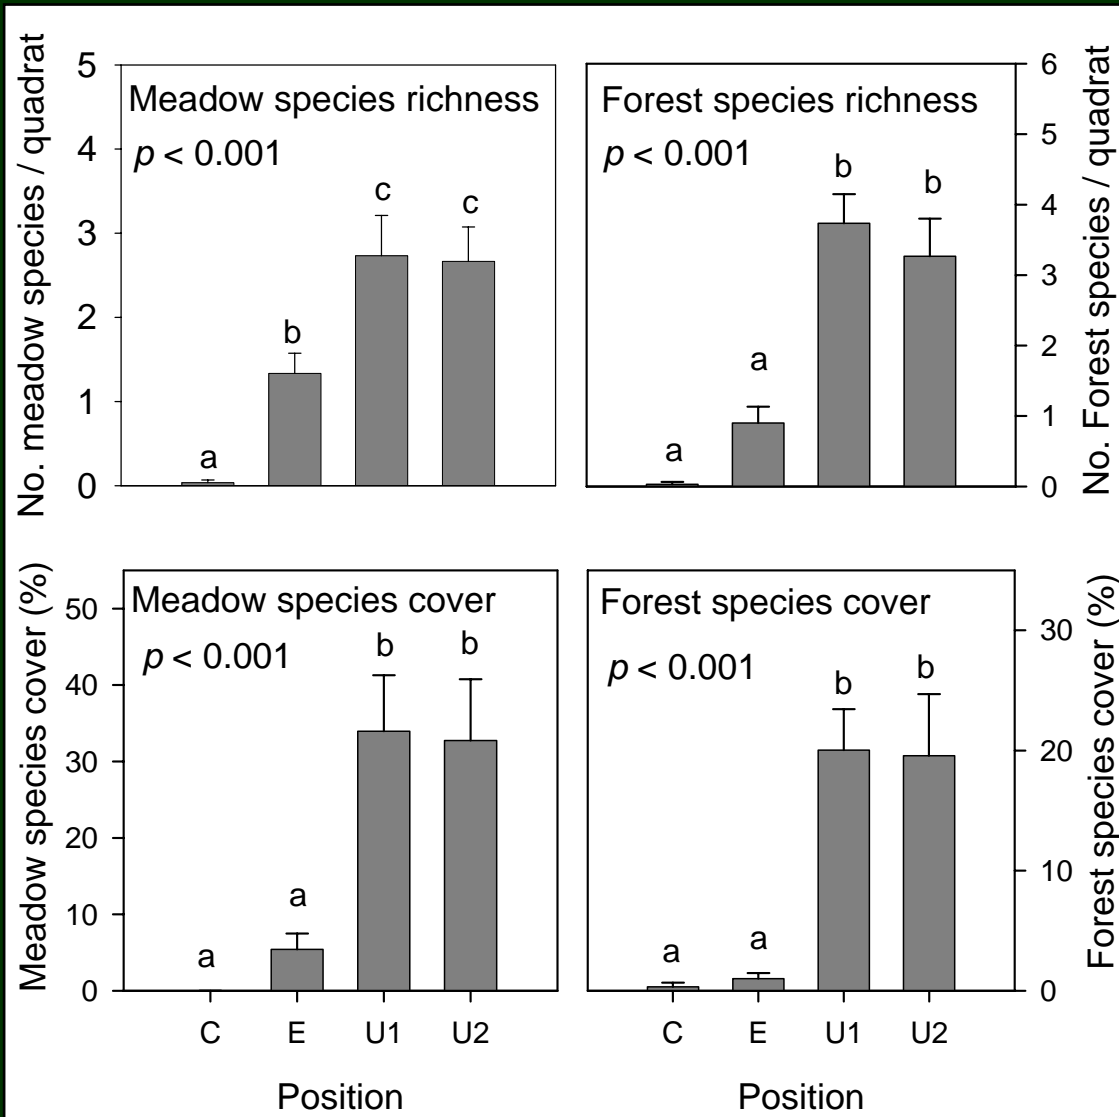 No. meadow species / quadrat
5
4
3
2
1
0
Meadow species richness
p < 0.001
a
b
c
c
Forest species richness
p < 0.001
a
a
b
b
6
5
4
3
2
1
0
No. Forest species / quadrat
Meadow species cover (%)
50
40
30
20
10
0
Meadow species cover
p < 0.001
a
a
b
b
C E U1 U2
Position
Forest species cover
p < 0.001
a
a
b
b
30
20
10
0
Forest species cover (%)
C E U1 U2
Position